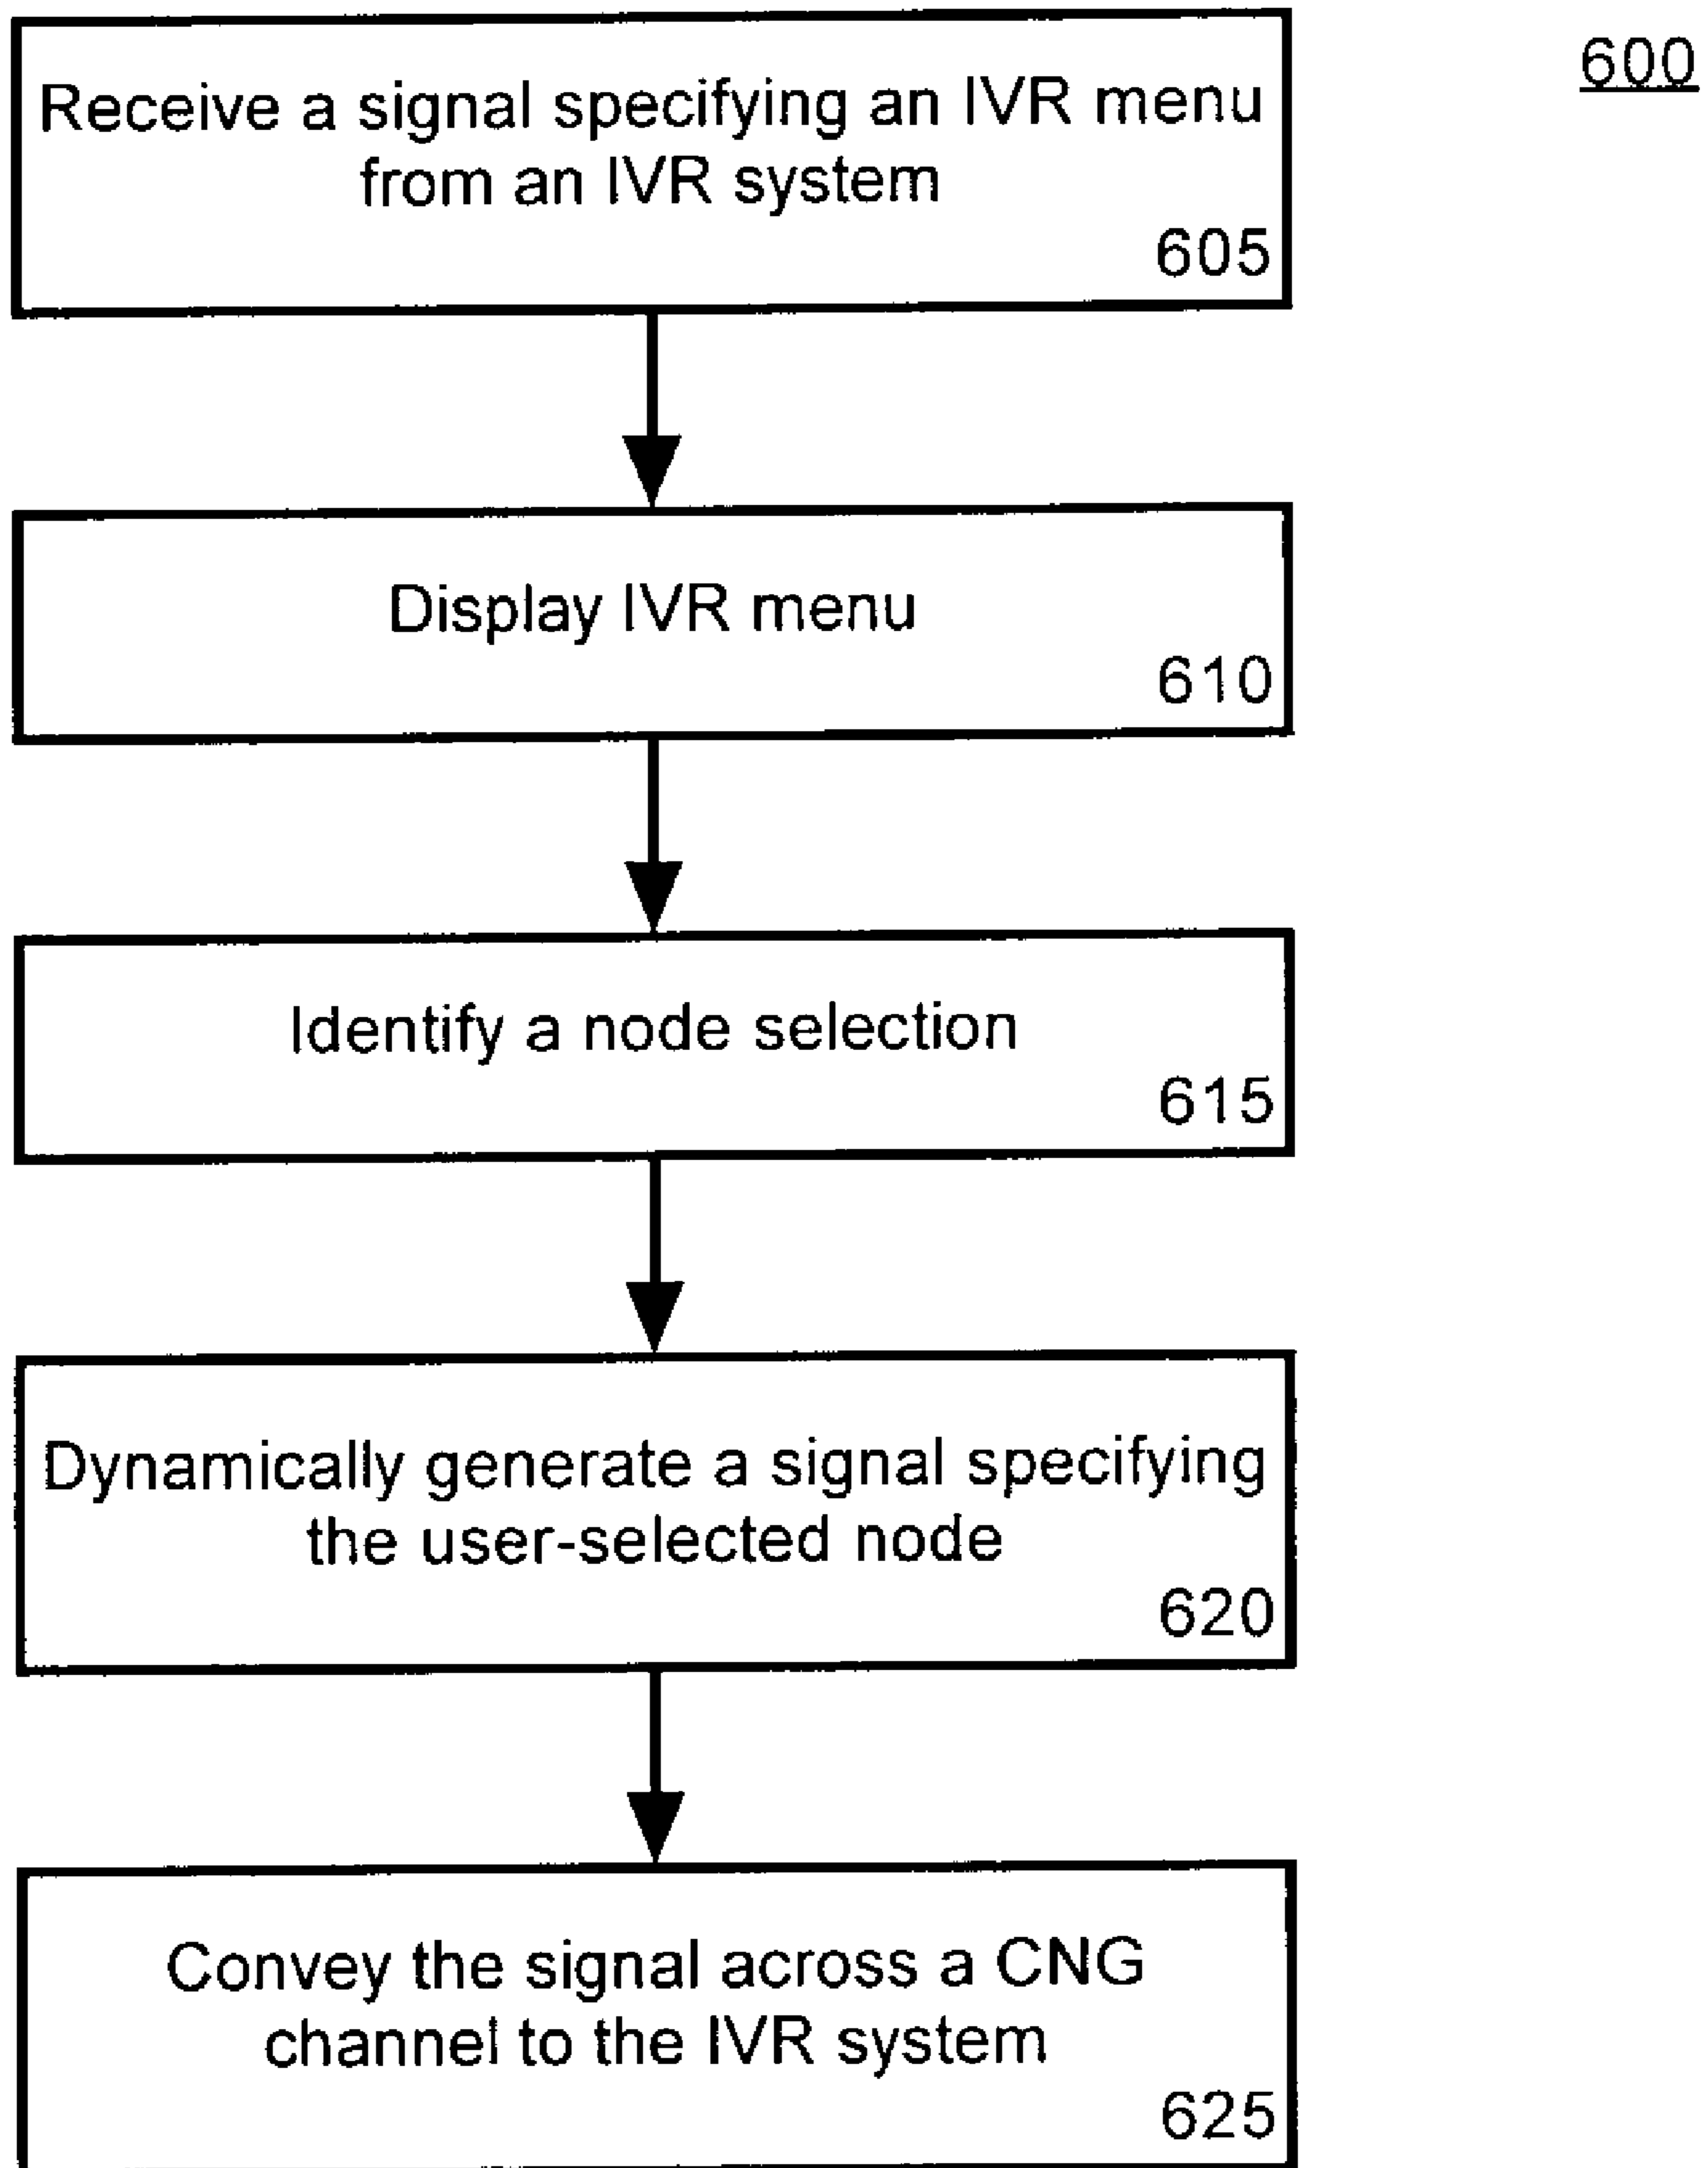 600
Receive a signal specifying an IVR menu
from an IVR system
605
Display IVR menu
610
Identify a node selection
615
Dynamically generate a signal specifying
the user-selected node
620
Convey the signal across a CNG
channel to the IVR system
625